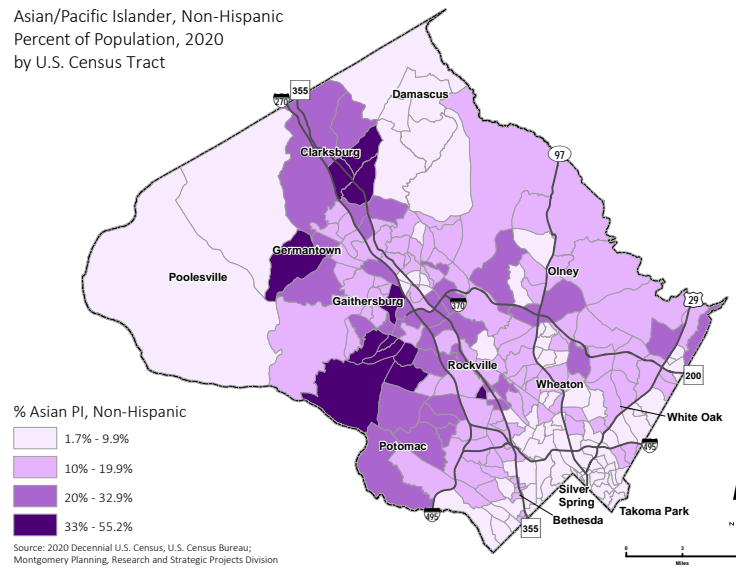 Asian/Pacific Islander, Non-Hispanic
Percent of Population, 2020
by U.S. Census Tract
355
270
Damascus
Clarksburg
97
Germantown
Olney
Poolesville
Gaithersburg
370
29
Rockville
200
Wheaton
White Oak
% Asian PI, Non-Hispanic
1.7% - 9.9%
10% - 19.9%
20% - 32.9%
33% - 55.2%
Potomac
495
Silver
Spring
Takoma Park
Bethesda
495
355
N
0 3
Miles
Source: 2020 Decennial U.S. Census, U.S. Census Bureau;
Montgomery Planning, Research and Strategic Projects Division